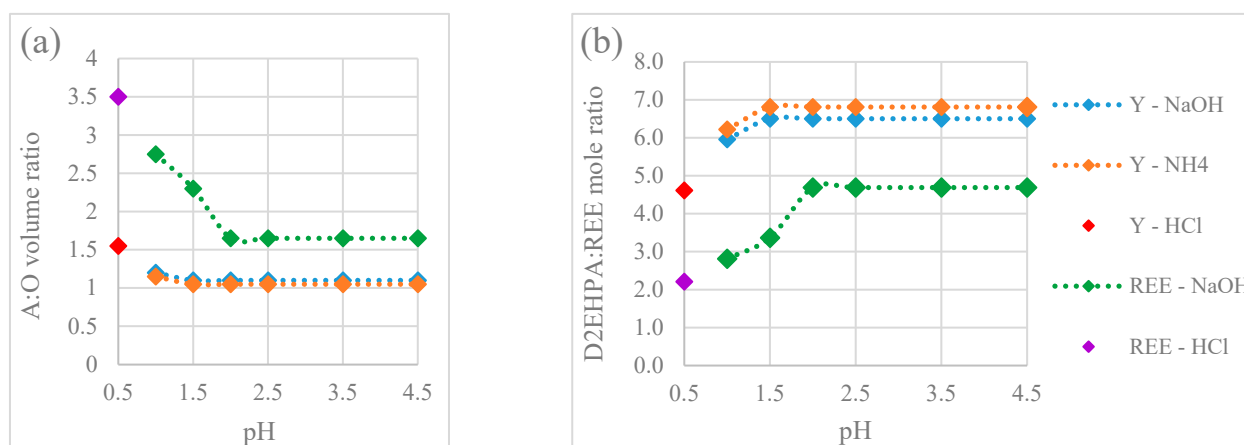 (a)
A:O volume ratio
4
3.5
3
2.5
2
1.5
1
0.5
0
0.5 1.5 2.5 3.5 4.5
pH
(b)
D2EHPA:REE mole ratio
8.0
7.0
6.0
5.0
4.0
3.0
2.0
1.0
0.0
0.5 1.5 2.5 3.5 4.5
pH
Y - NaOH
Y - NH4
Y - HCl
REE - NaOH
REE - HCl